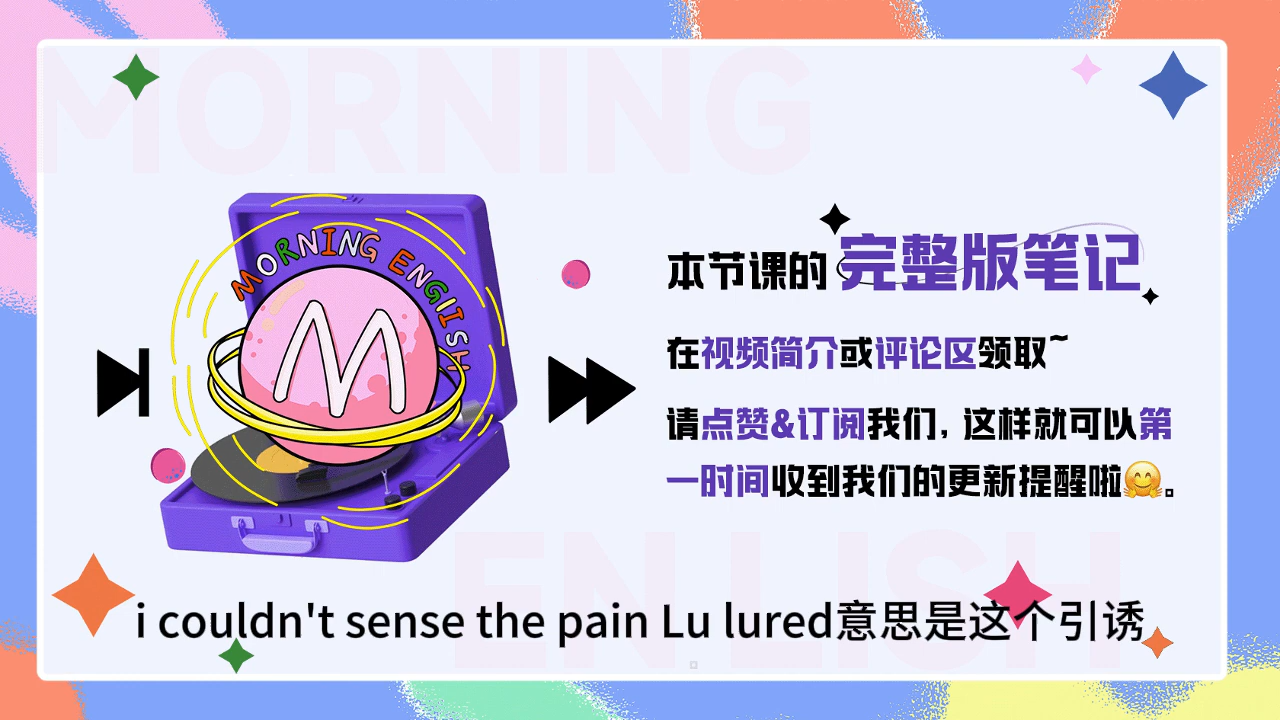 MORNING
MORNING ENGLISH
M
本节课的 完整版笔记
在视频简介或评论区领取~
请点赞&订阅我们, 这样就可以第
一时间收到我们的更新提醒啦🤗。
EN LISH
i couldn't sense the pain Lu lured意思是这个引诱